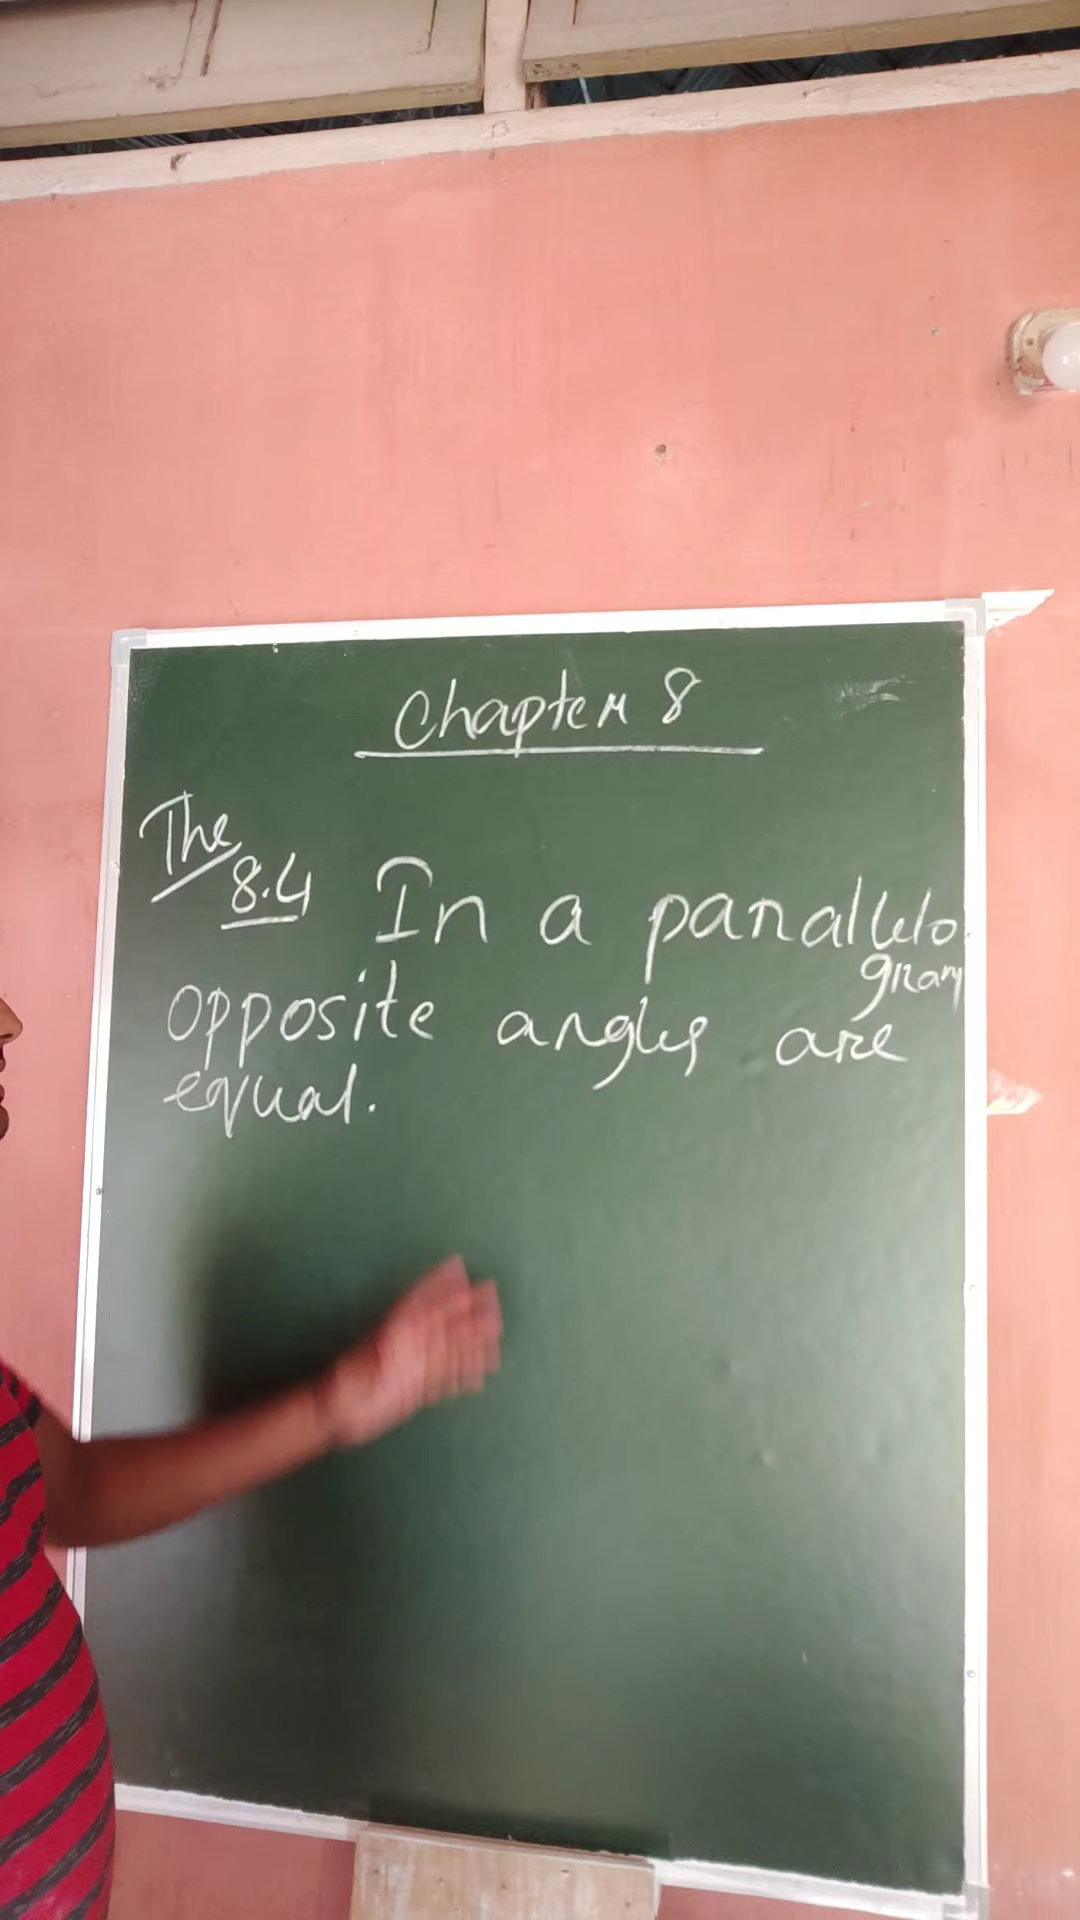 Chapter 8
The 8.4 In a parallelo
gram
opposite angles are
equal.